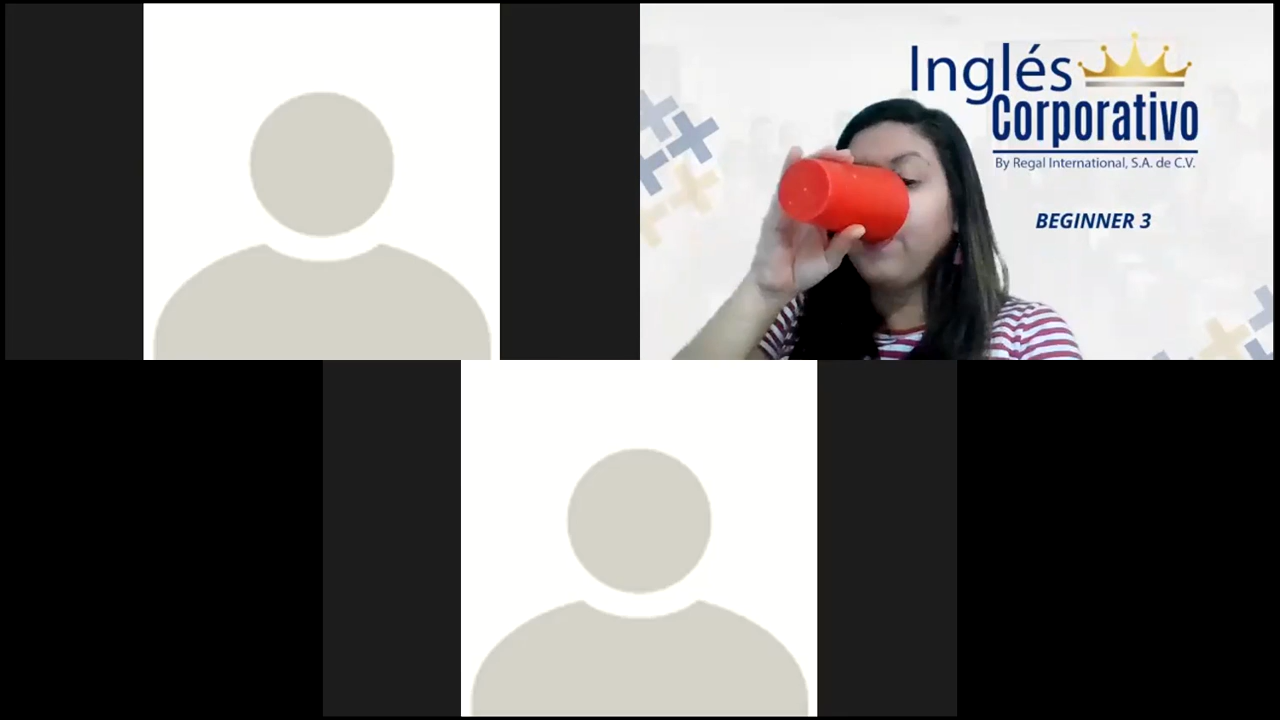 Inglés
Corporativo
By Regal International, S.A. de C.V.
BEGINNER 3